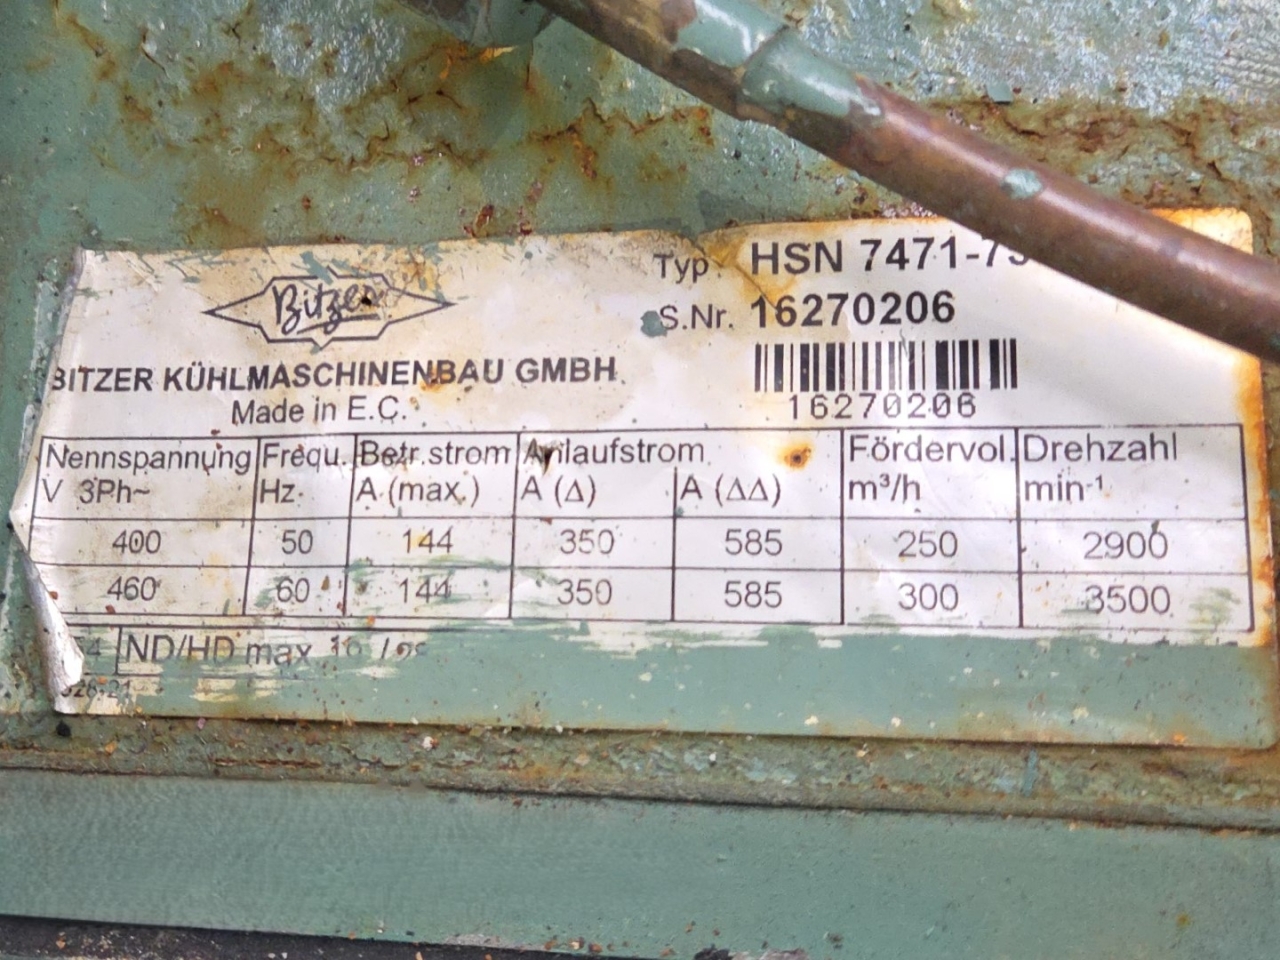 Bitzer
Typ HSN 7471-75
S.Nr. 16270206
BITZER KÜHLMASCHINENBAU GMBH
Made in E.C.
16270206
Nennspannung Frequ. Betr.strom Anlaufstrom Fördervol. Drehzahl
V 3Ph~ Hz A (max.) A (Δ) A (ΔΔ) m³/h min-1
400 50 144 350 585 250 2900
460 60 144 350 585 300 3500
ND/HD max